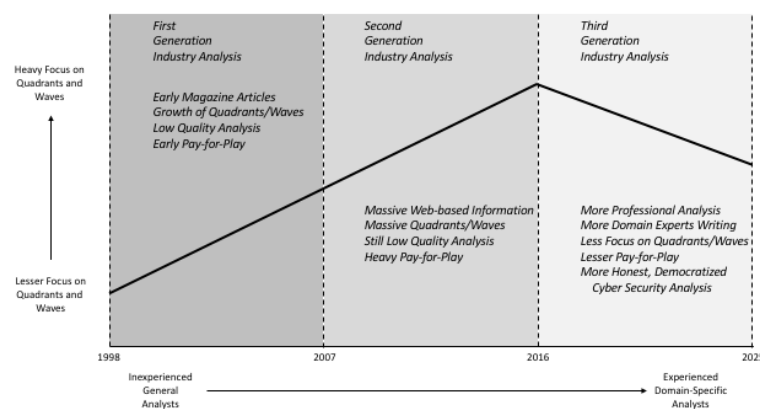 First
Generation
Industry Analysis
Second
Generation
Industry Analysis
Third
Generation
Industry Analysis
Heavy Focus on
Quadrants and
Waves
Early Magazine Articles
Growth of Quadrants/Waves
Low Quality Analysis
Early Pay-for-Play
Massive Web-based Information
Massive Quadrants/Waves
Still Low Quality Analysis
Heavy Pay-for-Play
More Professional Analysis
More Domain Experts Writing
Less Focus on Quadrants/Waves
Lesser Pay-for-Play
More Honest, Democratized
Cyber Security Analysis
Lesser Focus on
Quadrants and
Waves
1998
2007
2016
2025
Inexperienced
General
Analysts
Experienced
Domain-Specific
Analysts